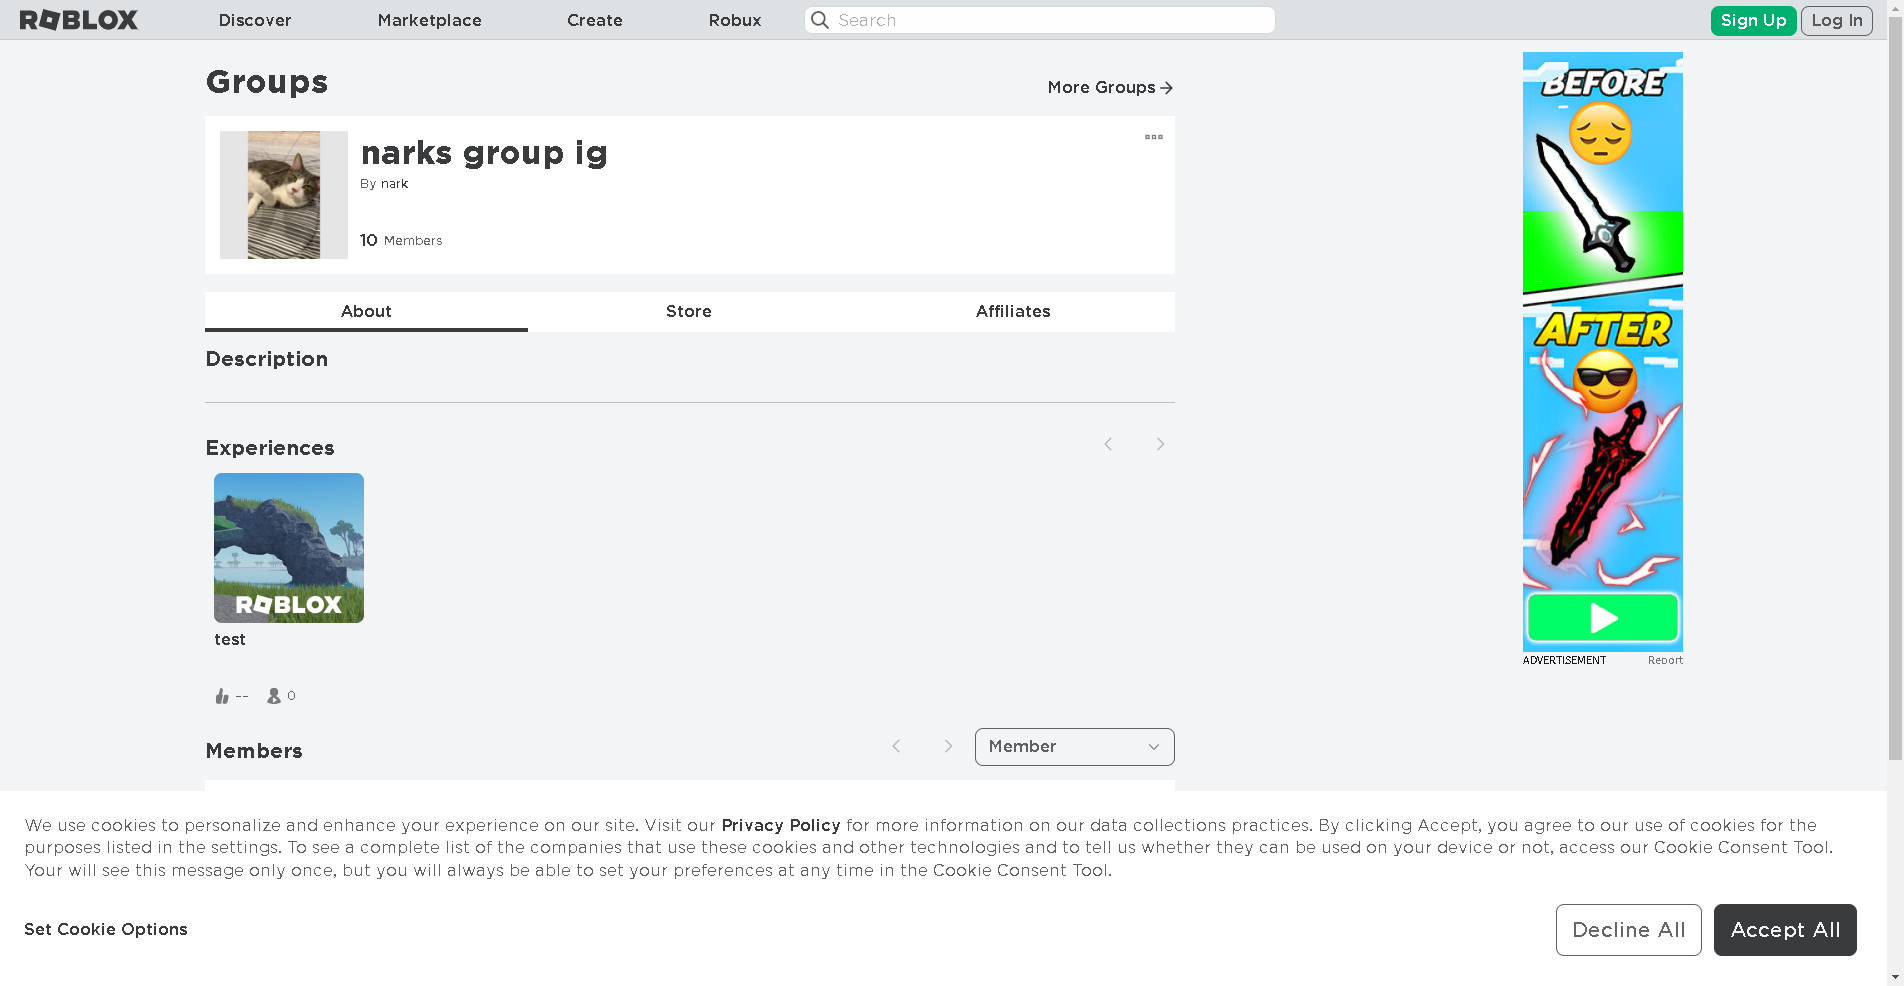 ROBLOX
Discover
Marketplace
Create
Robux
Search
Sign Up
Log In
Groups
More Groups
narks group ig
By nark
10 Members
About
Store
Affiliates
Description
Experiences
ROBLOX
test
-- 0
Members
Member
BEFORE
AFTER
ADVERTISEMENT
Report
We use cookies to personalize and enhance your experience on our site. Visit our Privacy Policy for more information on our data collections practices. By clicking Accept, you agree to our use of cookies for the
purposes listed in the settings. To see a complete list of the companies that use these cookies and other technologies and to tell us whether they can be used on your device or not, access our Cookie Consent Tool.
Your will see this message only once, but you will always be able to set your preferences at any time in the Cookie Consent Tool.
Set Cookie Options
Decline All
Accept All